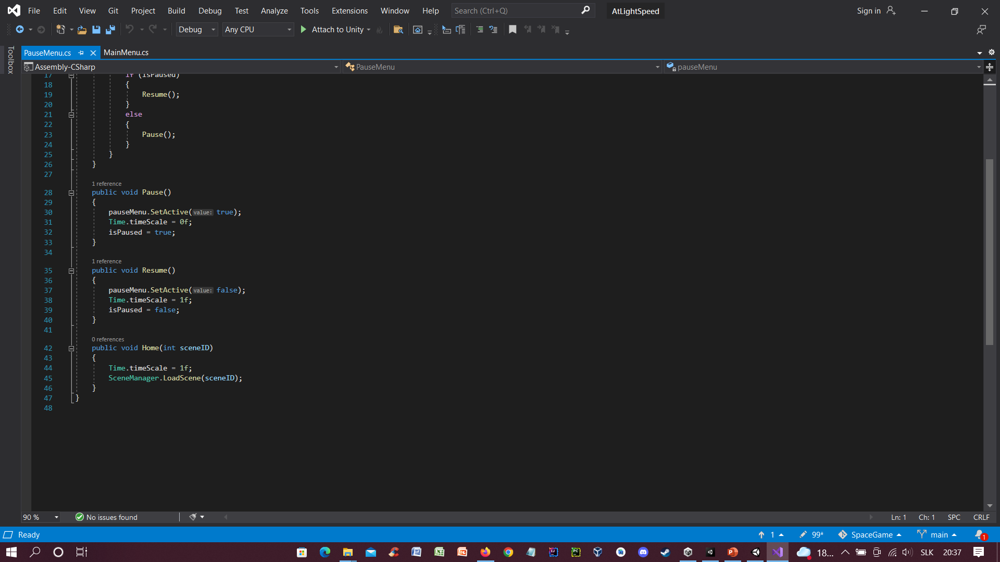 File Edit View Git Project Build Debug Test Analyze Tools Extensions Window Help Search (Ctrl+Q) AtLightSpeed Sign in
Debug Any CPU Attach to Unity
Toolbox
PauseMenu.cs MainMenu.cs
Assembly-CSharp PauseMenu pauseMenu
17 if (isPaused)
18 {
19 Resume();
20 }
21 else
22 {
23 Pause();
24 }
25 }
26 }
27
1 reference
28 public void Pause()
29 {
30 pauseMenu.SetActive(value: true);
31 Time.timeScale = 0f;
32 isPaused = true;
33 }
34
1 reference
35 public void Resume()
36 {
37 pauseMenu.SetActive(value: false);
38 Time.timeScale = 1f;
39 isPaused = false;
40 }
41
0 references
42 public void Home(int sceneID)
43 {
44 Time.timeScale = 1f;
45 SceneManager.LoadScene(sceneID);
46 }
47 }
48
90 % No issues found Ln: 1 Ch: 1 SPC CRLF
Ready 1 99* SpaceGame main 1
18... SLK 20:37